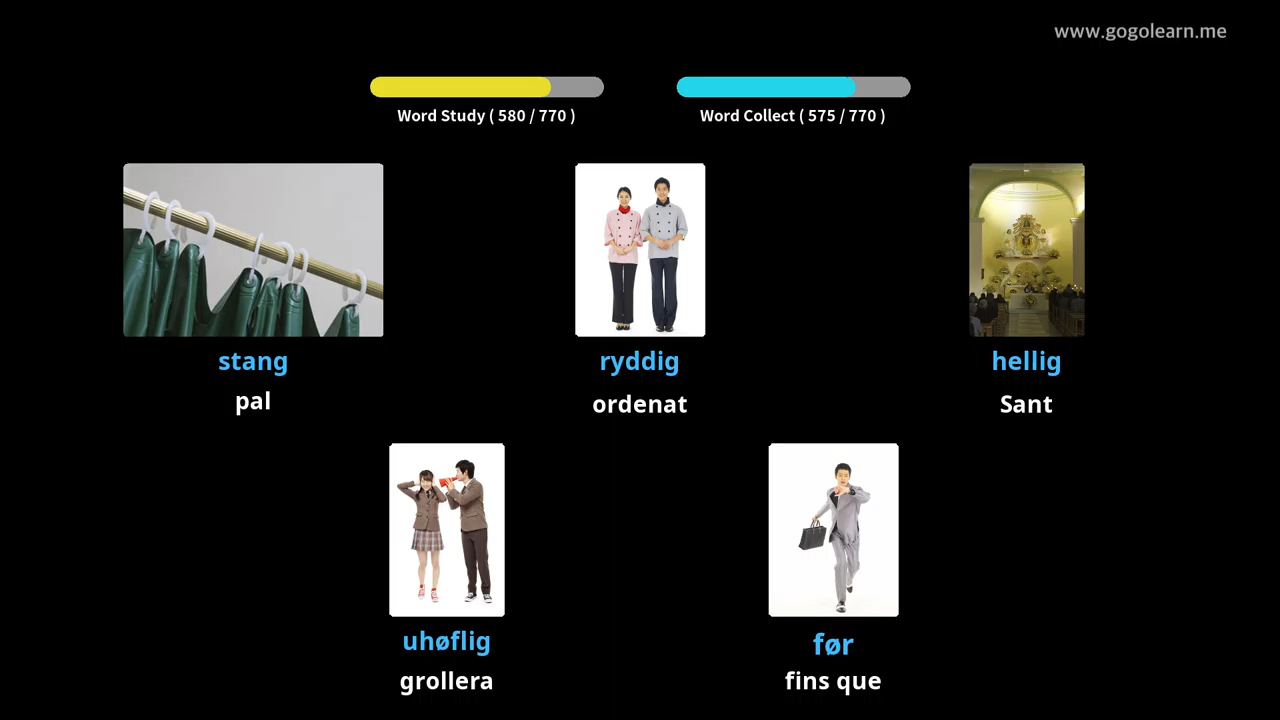 www.gogolearn.me
Word Study ( 580 / 770 )
Word Collect ( 575 / 770 )
stang
pal
ryddig
ordenat
hellig
Sant
uhøflig
grollera
før
fins que